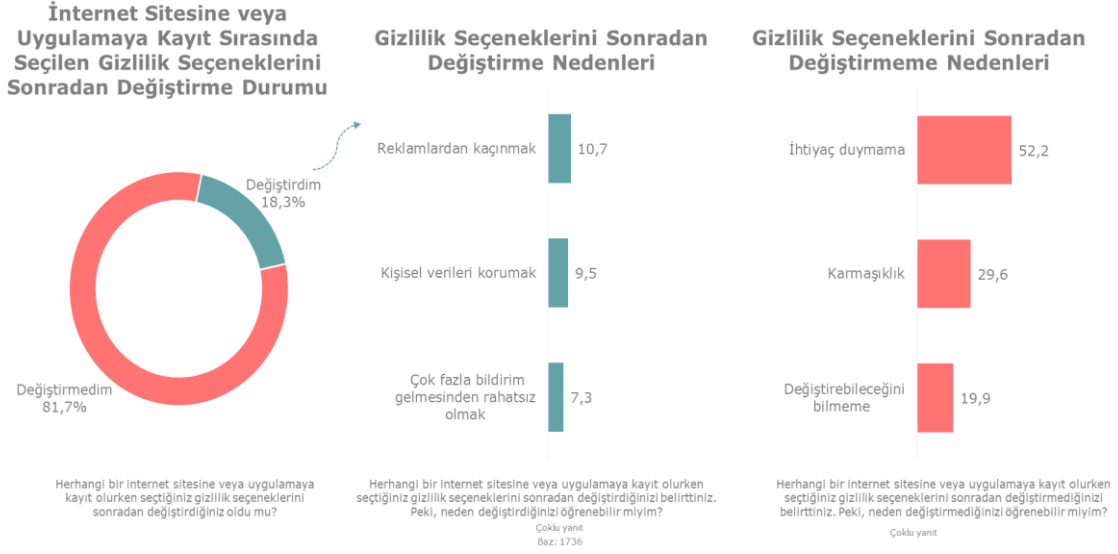 İnternet Sitesine veya
Uygulamaya Kayıt Sırasında
Seçilen Gizlilik Seçeneklerini
Sonradan Değiştirme Durumu
Değiştirdim
18,3%
Değiştirmedim
81,7%
Herhangi bir internet sitesine veya uygulamaya
kayıt olurken seçtiğiniz gizlilik seçeneklerini
sonradan değiştirdiğiniz oldu mu?
Gizlilik Seçeneklerini Sonradan
Değiştirme Nedenleri
Reklamlardan kaçınmak
10,7
Kişisel verileri korumak
9,5
Çok fazla bildirim
gelmesinden rahatsız
olmak
7,3
Herhangi bir internet sitesine veya uygulamaya kayıt olurken
seçtiğiniz gizlilik seçeneklerini sonradan değiştirdiğinizi belirttiniz.
Peki, neden değiştirdiğinizi öğrenebilir miyim?
Çoklu yanıt
Baz: 1736
Gizlilik Seçeneklerini Sonradan
Değiştirmeme Nedenleri
İhtiyaç duymama
52,2
Karmaşıklık
29,6
Değiştirebileceğini
bilmeme
19,9
Herhangi bir internet sitesine veya uygulamaya kayıt olurken
seçtiğiniz gizlilik seçeneklerini sonradan değiştirmediğinizi
belirttiniz. Peki, neden değiştirmediğinizi öğrenebilir miyim?
Çoklu yanıt